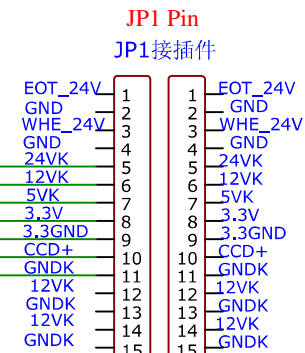 JP1 Pin
JP1接插件
EOT_24V 1 1 EOT_24V
GND 2 2 GND
WHE_24V 3 3 WHE_24V
GND 4 4 GND
24VK 5 5 24VK
12VK 6 6 12VK
5VK 7 7 5VK
3.3V 8 8 3.3V
3.3GND 9 9 3.3GND
CCD+ 10 10 CCD+
GNDK 11 11 GNDK
12VK 12 12 12VK
GNDK 13 13 GNDK
12VK 14 14 12VK
GNDK 15 15 GNDK